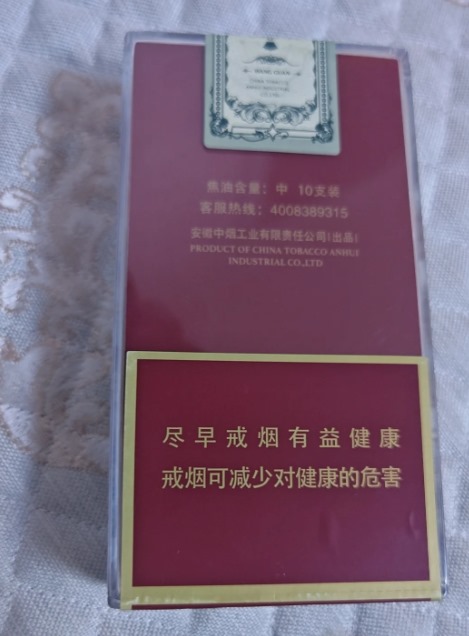 焦油含量：中 10支装
客服热线：4008389315
安徽中烟工业有限责任公司(出品)
PRODUCT OF CHINA TOBACCO ANHUI
INDUSTRIAL CO.,LTD
尽早戒烟有益健康
戒烟可减少对健康的危害